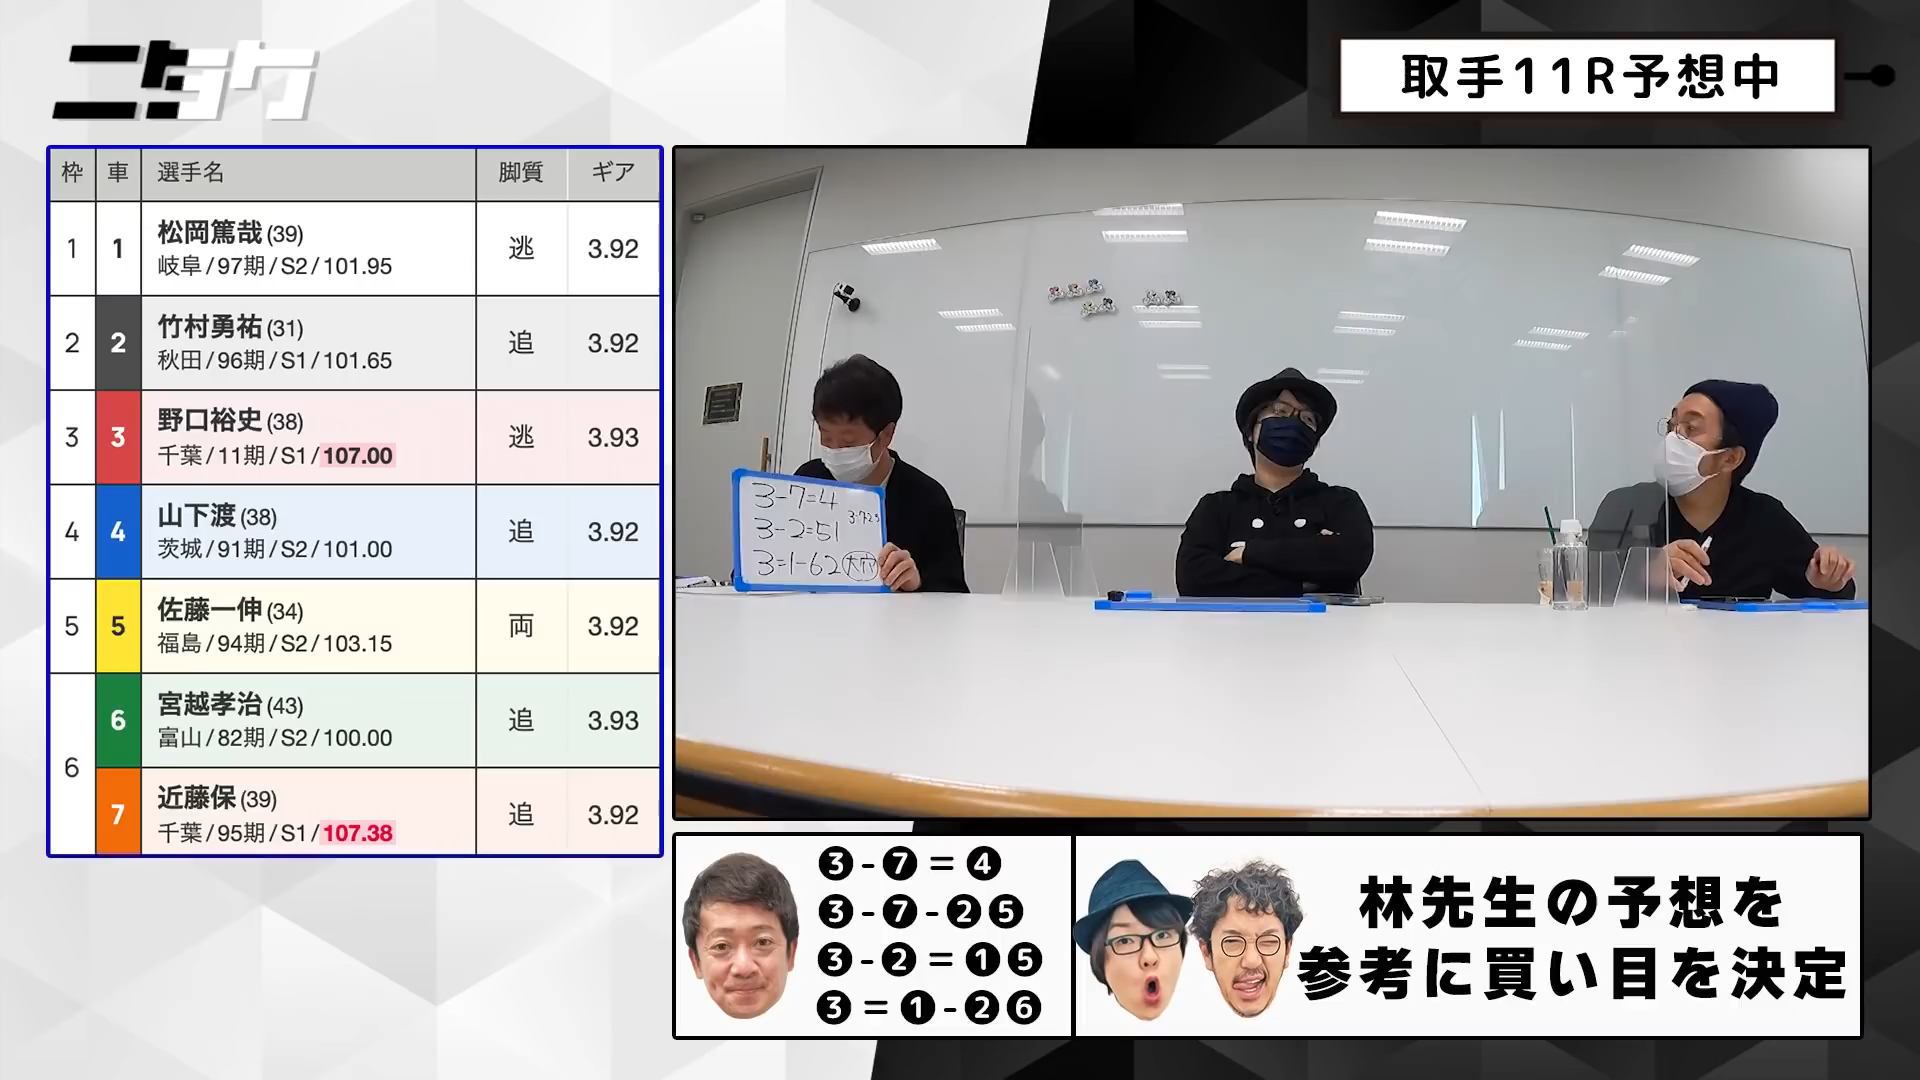 ニタク
取手11R予想中
枠 車 選手名 脚質 ギア
1 1 松岡篤哉 (39) 逃 3.92
岐阜/97期/S2/101.95
2 2 竹村勇祐 (31) 追 3.92
秋田/96期/S1/101.65
3 3 野口裕史 (38) 逃 3.93
千葉/11期/S1/107.00
4 4 山下渡 (38) 追 3.92
茨城/91期/S2/101.00
5 5 佐藤一伸 (34) 両 3.92
福島/94期/S2/103.15
6 6 宮越孝治 (43) 追 3.93
富山/82期/S2/100.00
7 近藤保 (39) 追 3.92
千葉/95期/S1/107.38
3-7=4
3-2=51
3=1-62 大穴
3-7=4
3-7-25
3-2=15
3=1-26
林先生の予想を
参考に買い目を決定